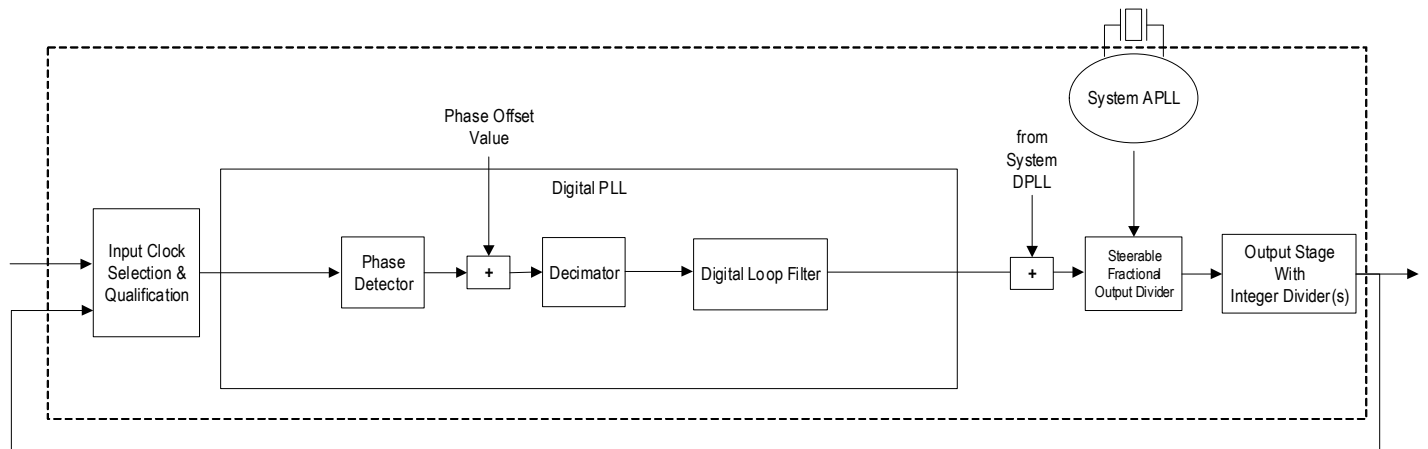 System APLL
Phase Offset
Value
from
System
DPLL
Digital PLL
Input Clock
Selection &
Qualification
Phase
Detector
+
Decimator
Digital Loop Filter
+
Steerable
Fractional
Output Divider
Output Stage
With
Integer Divider(s)